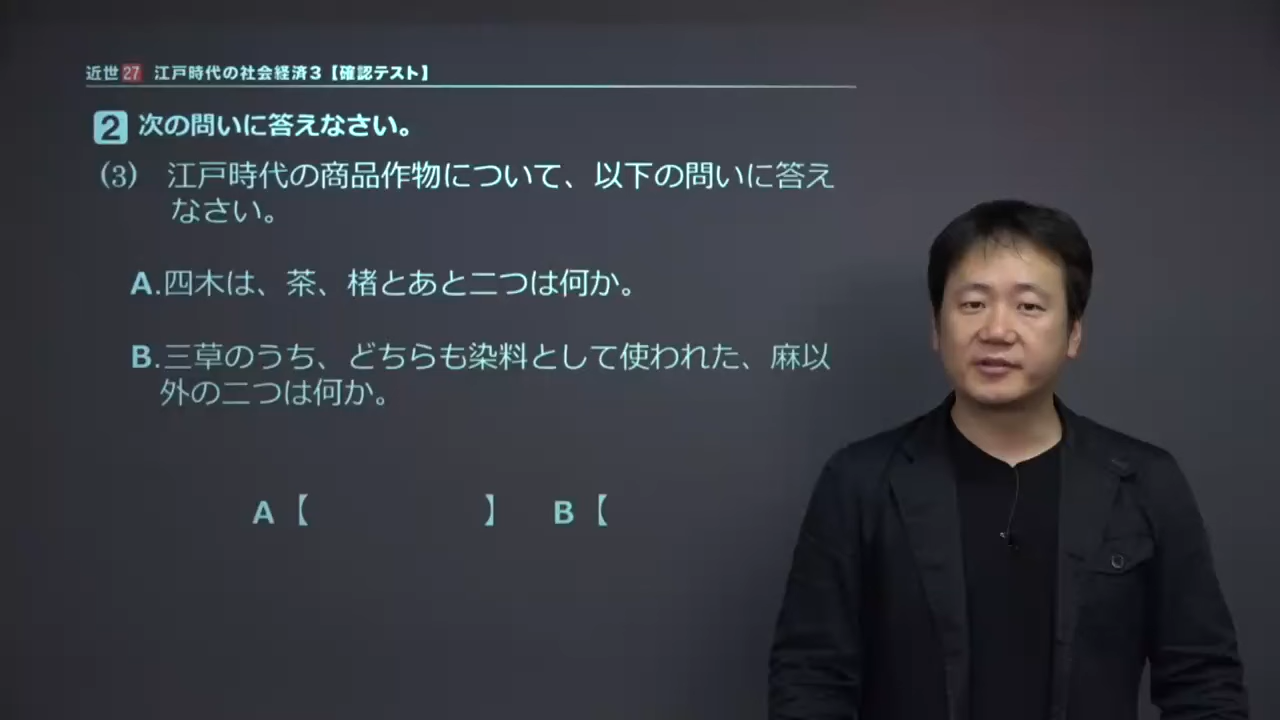 近世27 江戸時代の社会経済3【確認テスト】
2 次の問いに答えなさい。
(3) 江戸時代の商品作物について、以下の問いに答え
なさい。
A.四木は、茶、楮とあと二つは何か。
B.三草のうち、どちらも染料として使われた、麻以
外の二つは何か。
A【 】 B【